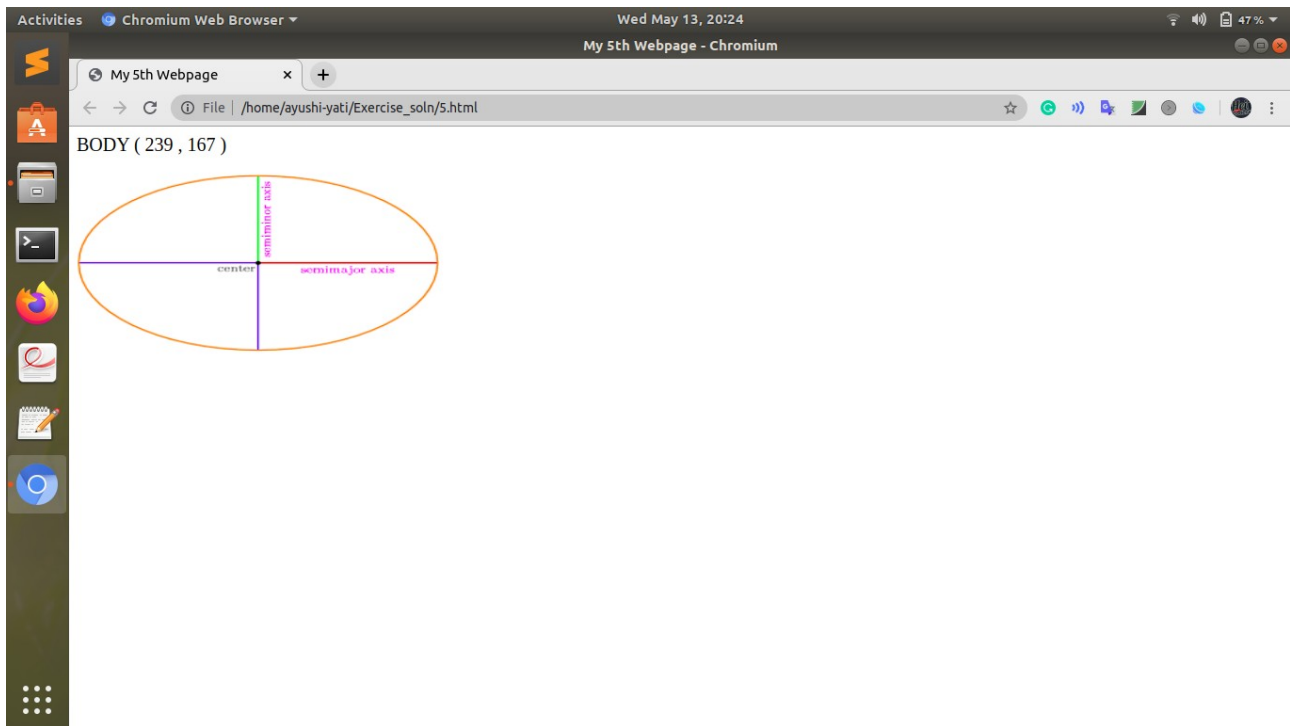 Activities Chromium Web Browser Wed May 13, 20:24 47%
My 5th Webpage - Chromium
My 5th Webpage × +
File | /home/ayushi-yati/Exercise_soln/5.html
BODY ( 239 , 167 )
semiminor axis
center semimajor axis